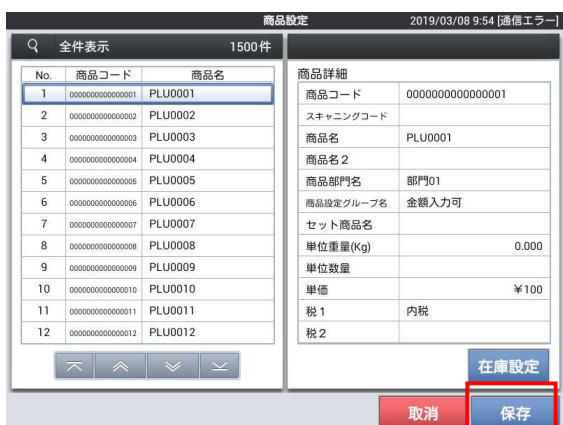 商品設定 2019/03/08 9:54 [通信エラー]
全件表示 1500件
No. 商品コード 商品名
1 0000000000000001 PLU0001
2 0000000000000002 PLU0002
3 0000000000000003 PLU0003
4 0000000000000004 PLU0004
5 0000000000000005 PLU0005
6 0000000000000006 PLU0006
7 0000000000000007 PLU0007
8 0000000000000008 PLU0008
9 0000000000000009 PLU0009
10 0000000000000010 PLU0010
11 0000000000000011 PLU0011
12 0000000000000012 PLU0012
商品詳細
商品コード 0000000000000001
スキャニングコード
商品名 PLU0001
商品名2
商品部門名 部門01
商品設定グループ名 金額入力可
セット商品名
単位重量(Kg) 0.000
単位数量
単価 ¥100
税1 内税
税2
在庫設定
取消 保存